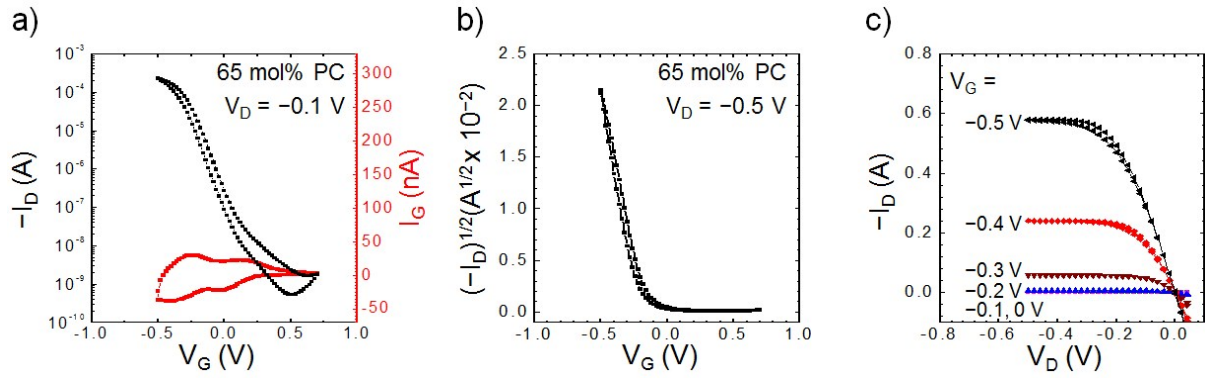 a)
10⁻³
10⁻⁴
10⁻⁵
10⁻⁶
10⁻⁷
10⁻⁸
10⁻⁹
10⁻¹⁰
−I_D (A)
65 mol% PC
V_D = −0.1 V
300
250
200
150
100
50
0
-50
I_G (nA)
-1.0 -0.5 0.0 0.5 1.0
V_G (V)
b)
2.5
2.0
1.5
1.0
0.5
0.0
(−I_D)^1/2(A^1/2x 10⁻²)
65 mol% PC
V_D = −0.5 V
-1.0 -0.5 0.0 0.5 1.0
V_G (V)
c)
0.8
0.6
0.4
0.2
0.0
−I_D (A)
V_G =
−0.5 V
−0.4 V
−0.3 V
−0.2 V
−0.1, 0 V
-0.8 -0.6 -0.4 -0.2 0.0
V_D (V)